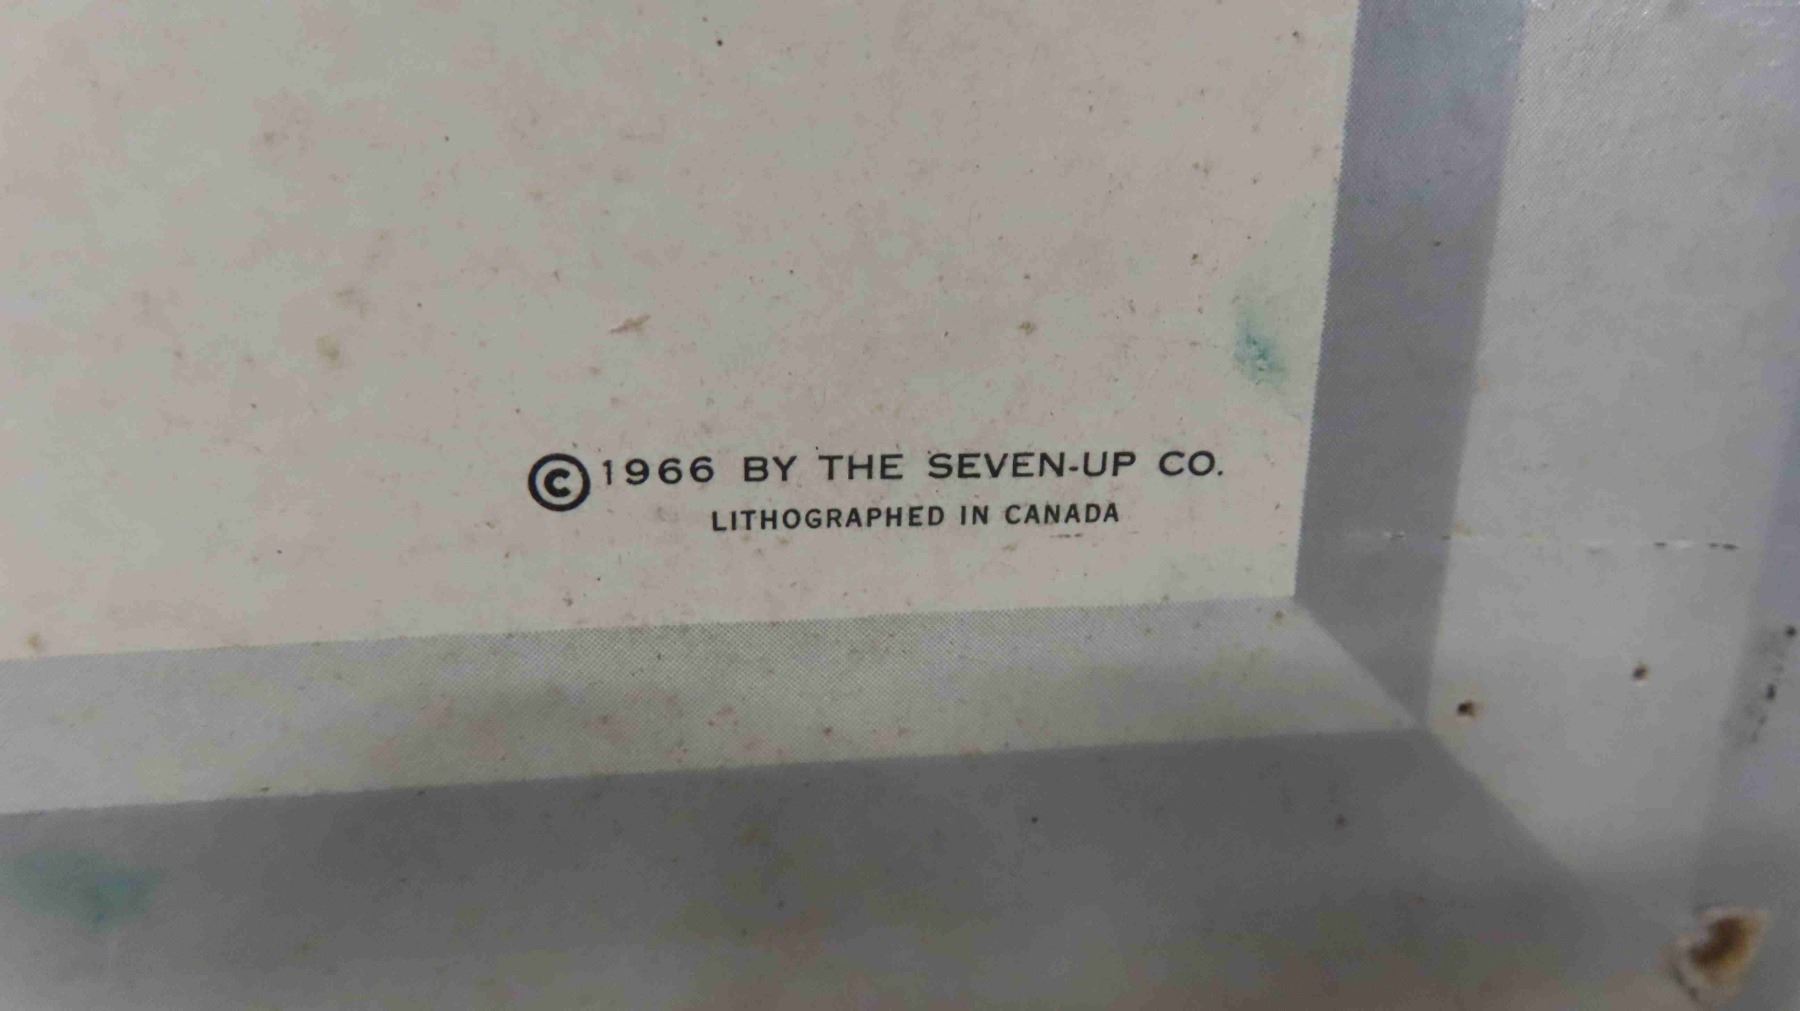 ©1966 BY THE SEVEN-UP CO.
LITHOGRAPHED IN CANADA